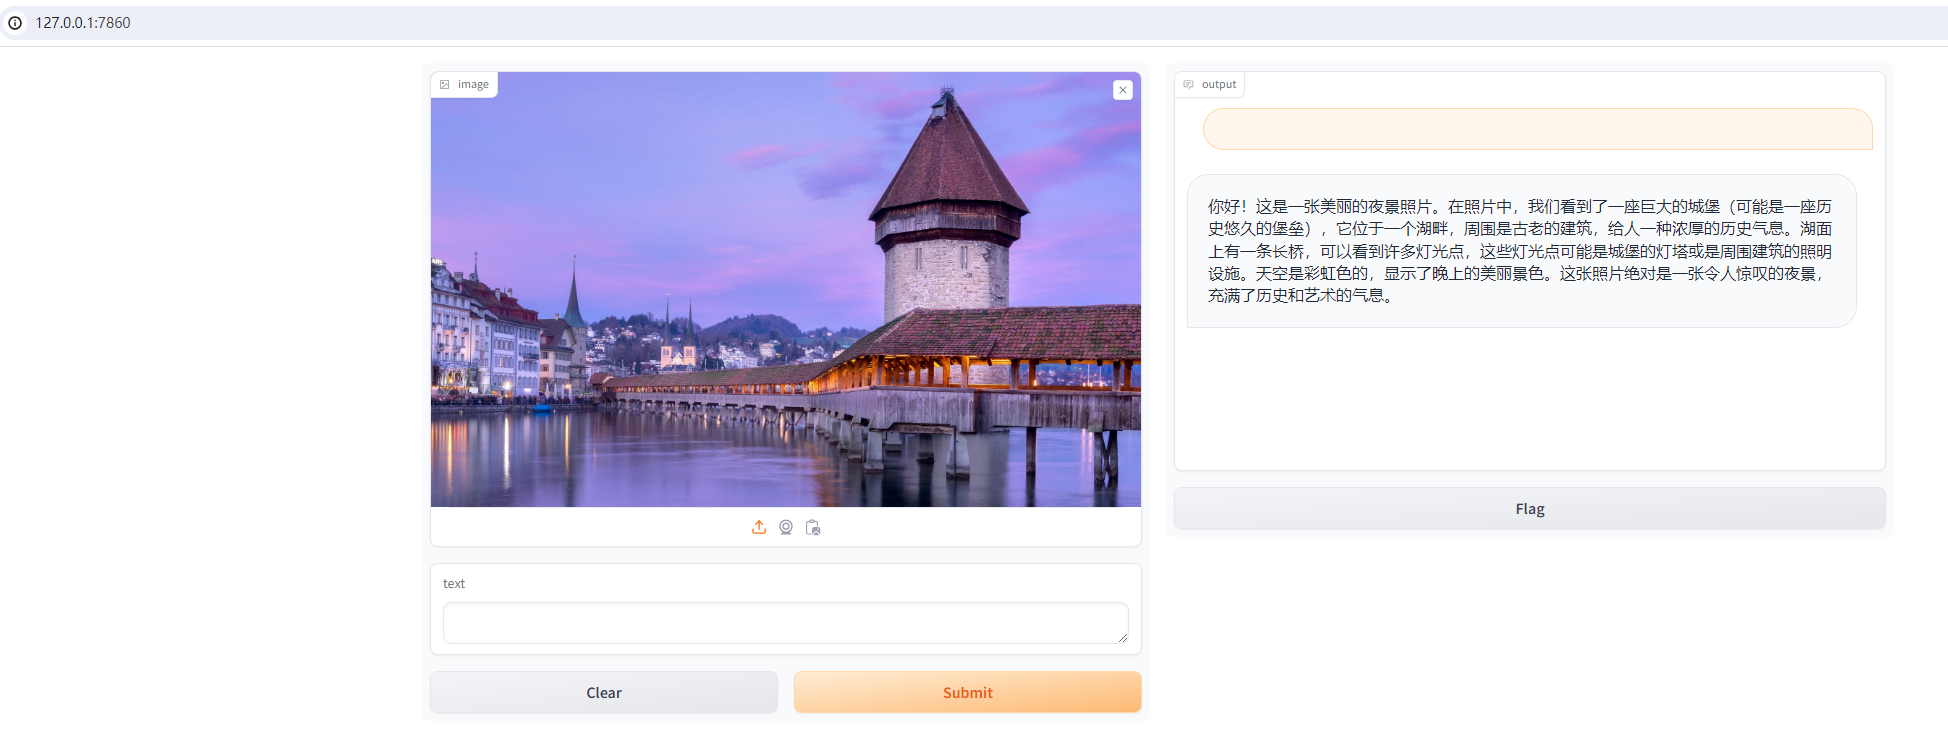 127.0.0.1:7860
image
output
你好！这是一张美丽的夜景照片。在照片中，我们看到了一座巨大的城堡（可能是一座历
史悠久的堡垒），它位于一个湖畔，周围是古老的建筑，给人一种浓厚的历史气息。湖面
上有一条长桥，可以看到许多灯光点，这些灯光点可能是城堡的灯塔或是周围建筑的照明
设施。天空是彩虹色的，显示了晚上的美丽景色。这张照片绝对是一张令人惊叹的夜景，
充满了历史和艺术的气息。
Flag
text
Clear
Submit